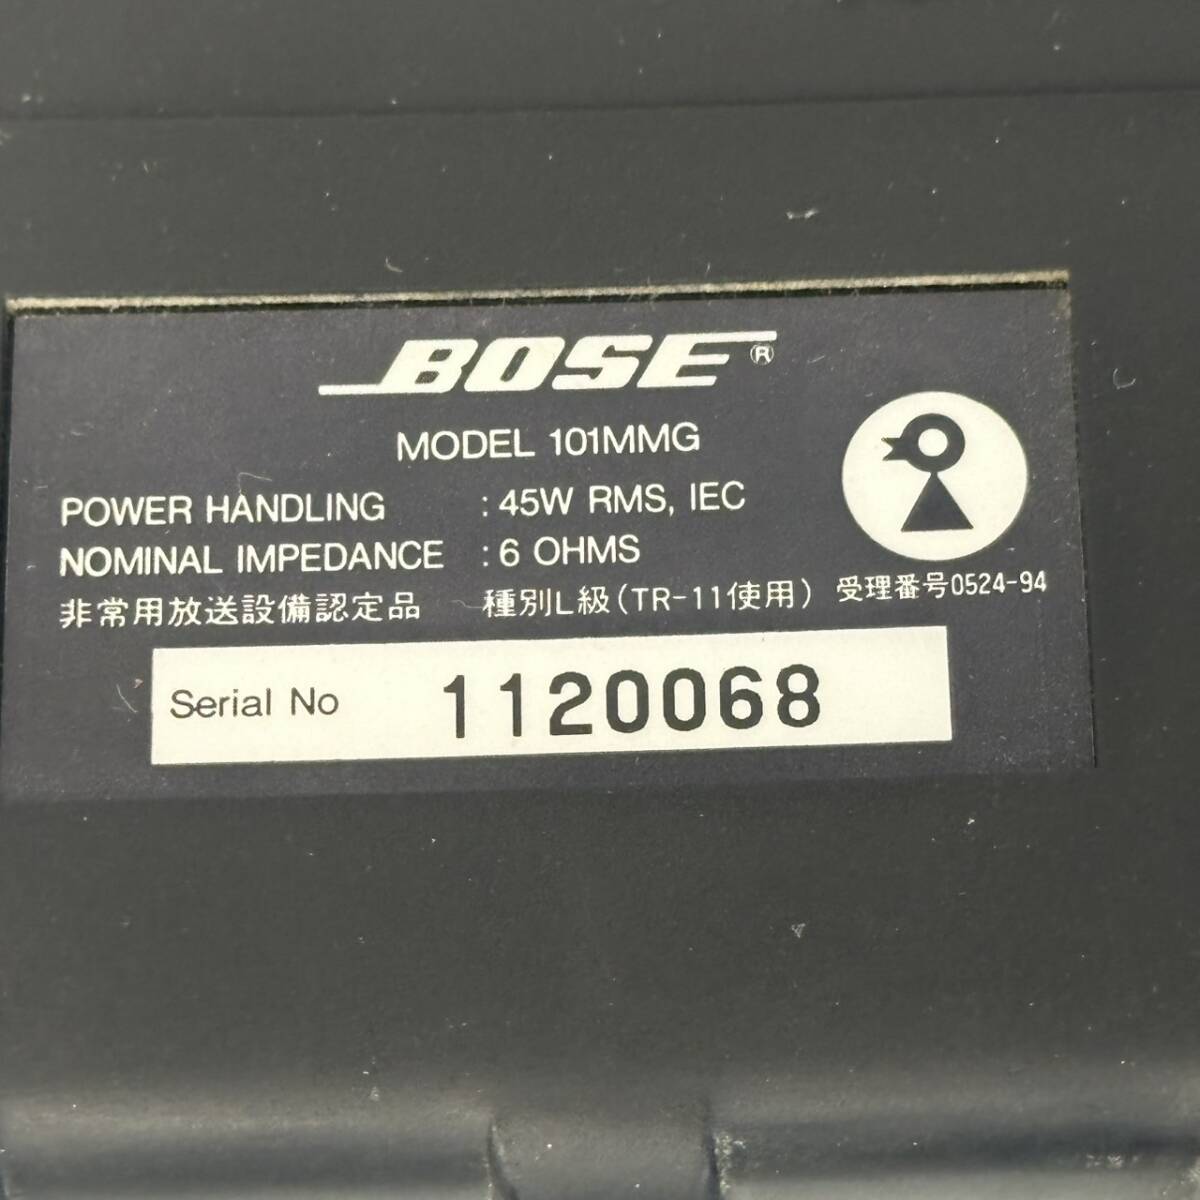 BOSE®
MODEL 101MMG
POWER HANDLING : 45W RMS, IEC
NOMINAL IMPEDANCE : 6 OHMS
非常用放送設備認定品 種別L級(TR-11使用) 受理番号0524-94
Serial No 1120068